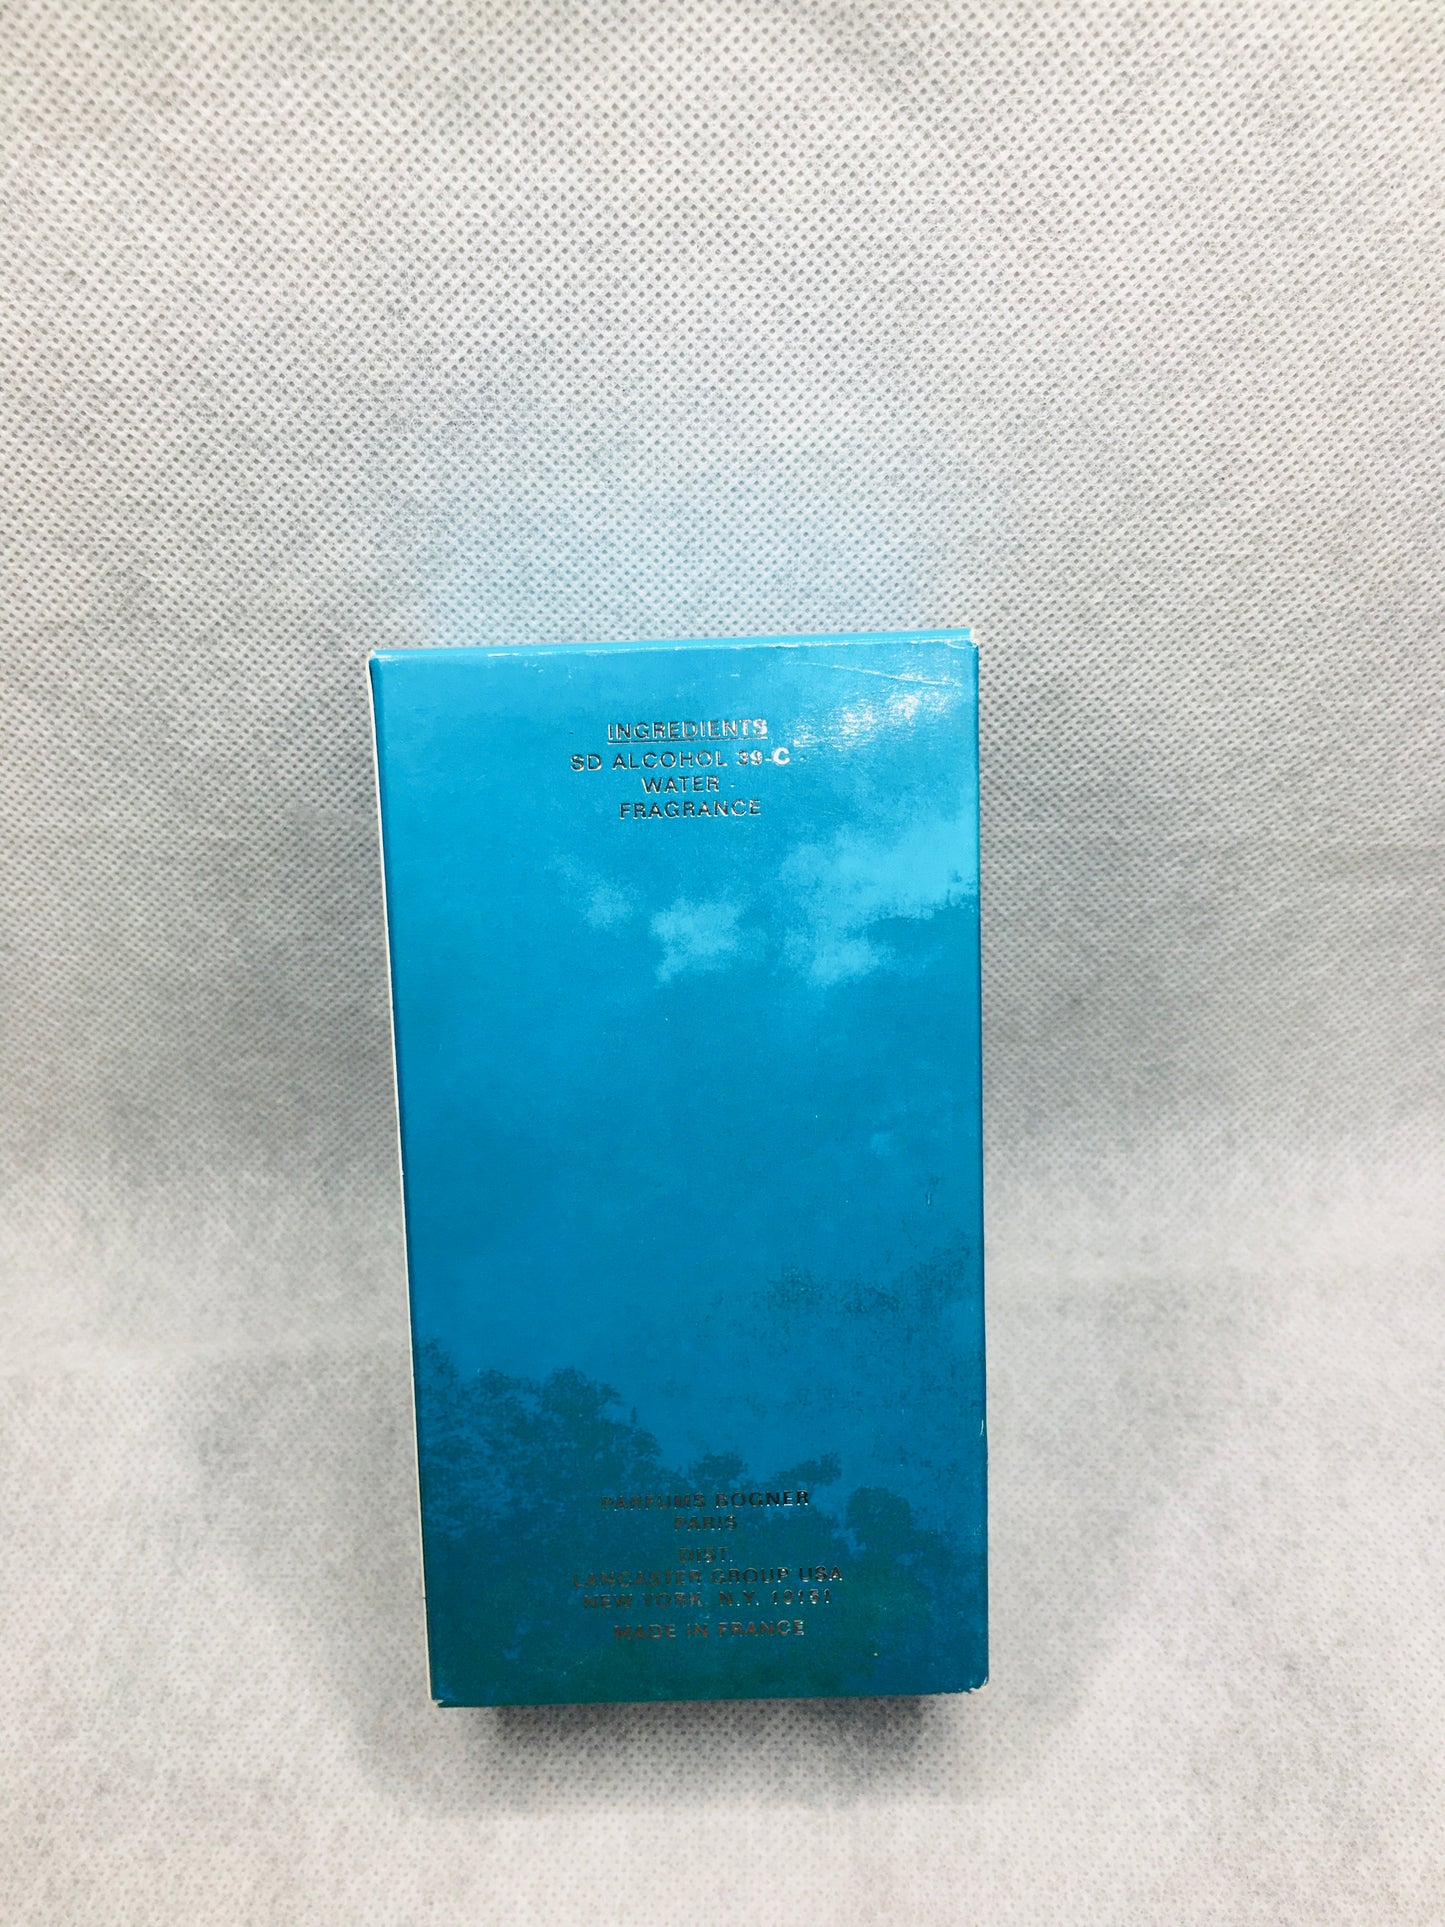 INGREDIENTS
SD ALCOHOL 39-C ·
WATER ·
FRAGRANCE
PARFUMS BOGNER
PARIS
DIST.
LANCASTER GROUP USA
NEW YORK, N.Y. 10151
MADE IN FRANCE